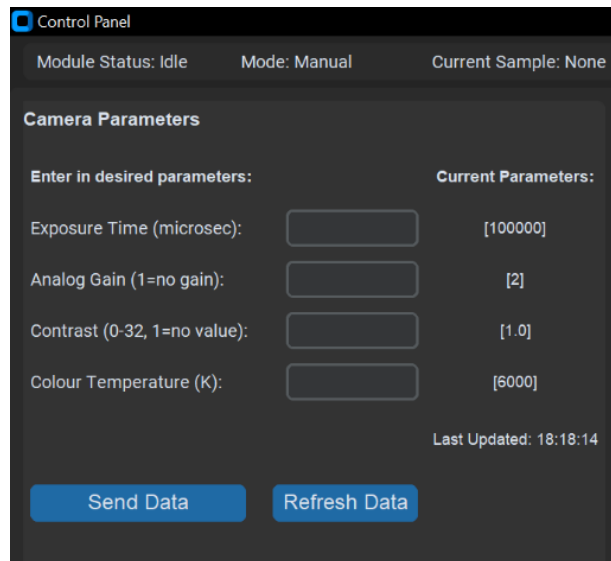 Control Panel
Module Status: Idle Mode: Manual Current Sample: None
Camera Parameters
Enter in desired parameters: Current Parameters:
Exposure Time (microsec): [100000]
Analog Gain (1=no gain): [2]
Contrast (0-32, 1=no value): [1.0]
Colour Temperature (K): [6000]
Last Updated: 18:18:14
Send Data Refresh Data